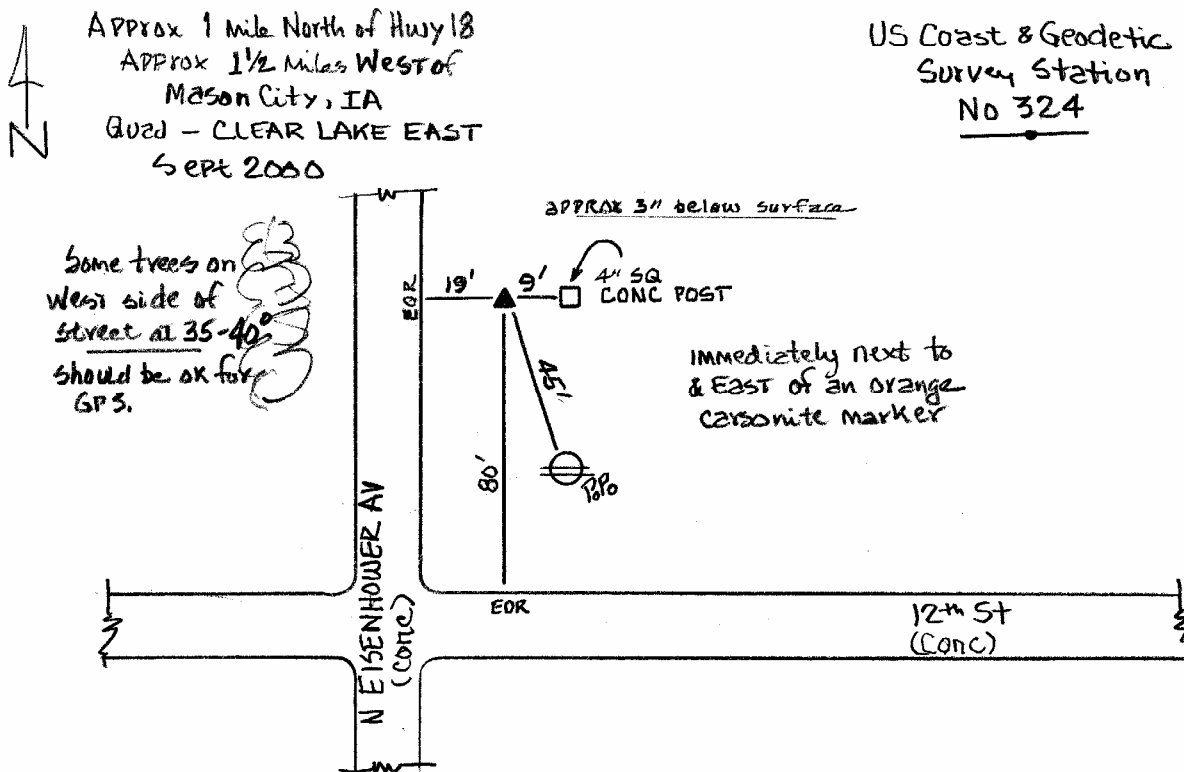 Approx 1 Mile North of Hwy 18
Approx 1½ Miles West of
Mason City, IA
Quad - CLEAR LAKE EAST
Sept 2000
N
US Coast & Geodetic
Survey Station
No 324
approx 3" below surface
Some trees on
west side of
street at 35-40°
should be ok for
GPS.
EOR
19'
9'
4" SQ
CONC POST
45'
80'
P.P.
immediately next to
& EAST of an orange
carsonite marker
N EISENHOWER AV
(Conc)
EOR
12th St
(Conc)